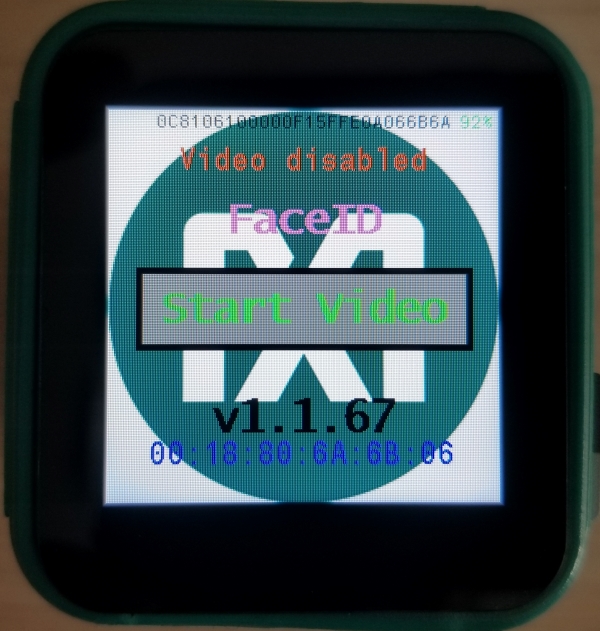 0C8106100000F15FFE0A066B6A 92%
Video disabled
FaceID
Start Video
v1.1.67
00:18:80:6A:6B:06